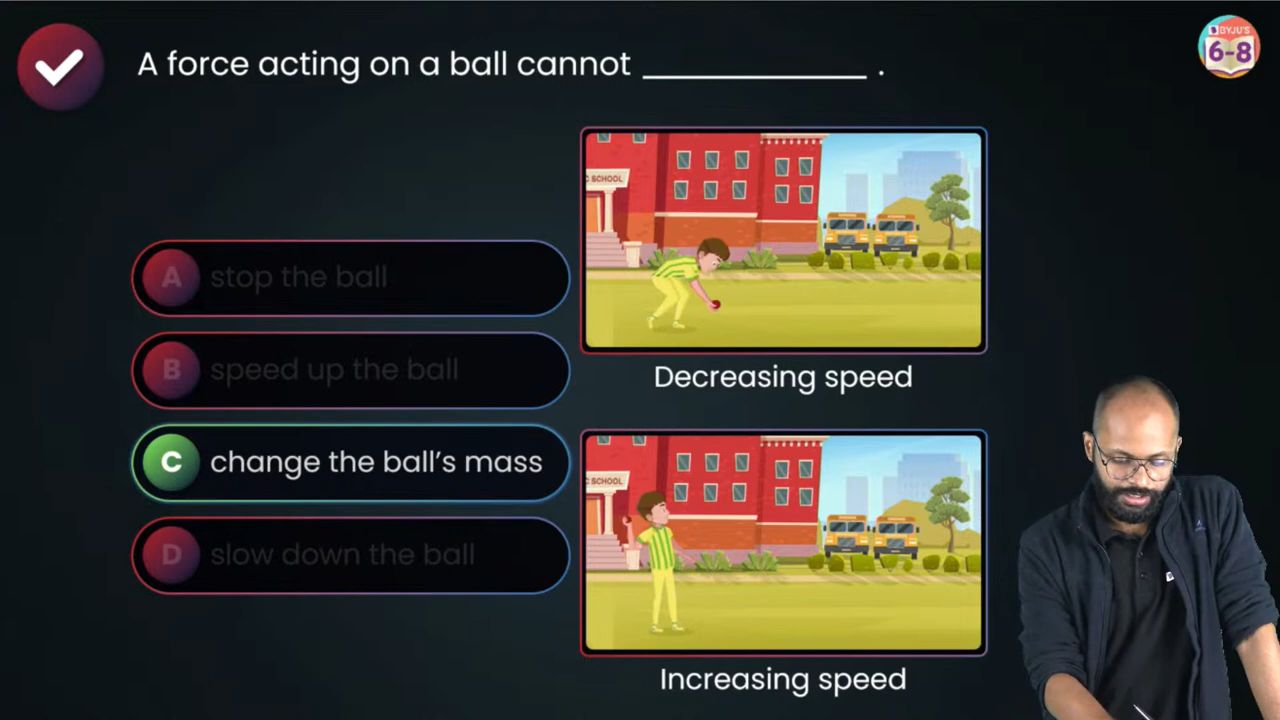 A force acting on a ball cannot ____________ .
BYJU'S
6-8
A stop the ball
B speed up the ball
C change the ball's mass
D slow down the ball
C SCHOOL
Decreasing speed
C SCHOOL
Increasing speed